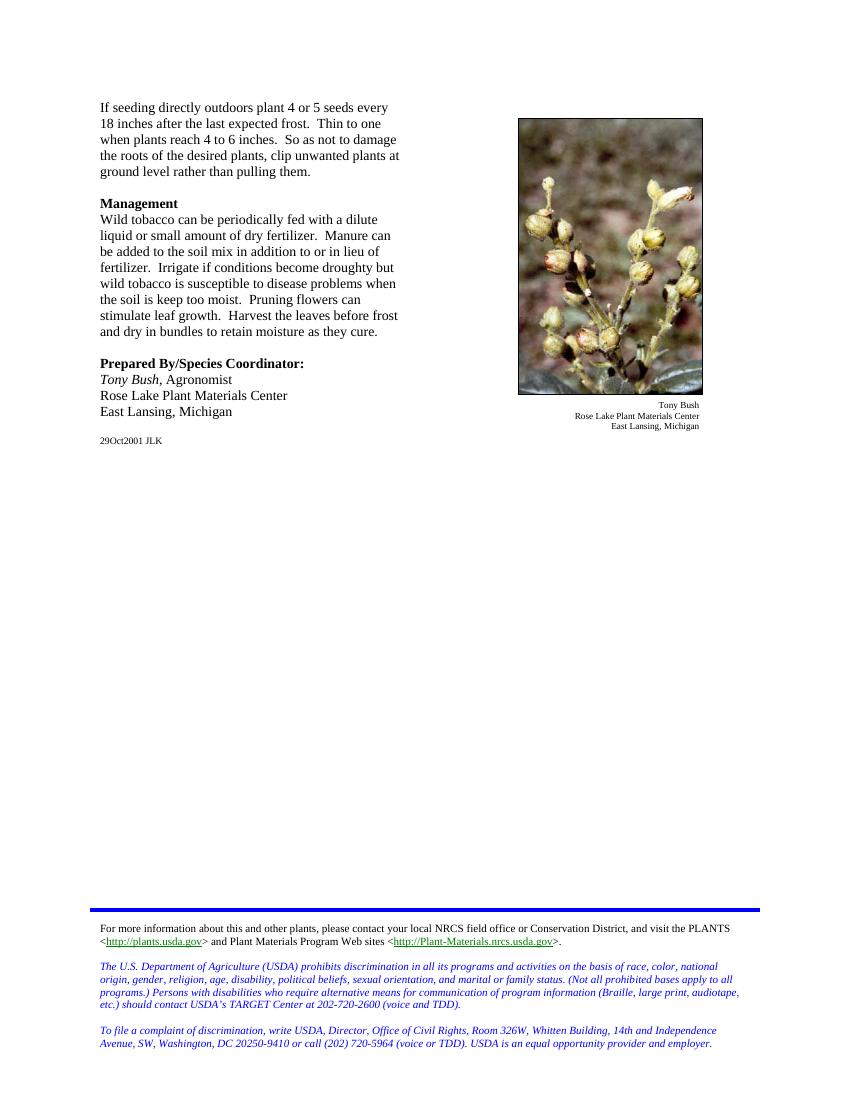 If seeding directly outdoors plant 4 or 5 seeds every
18 inches after the last expected frost.  Thin to one
when plants reach 4 to 6 inches.  So as not to damage
the roots of the desired plants, clip unwanted plants at
ground level rather than pulling them.
Management
Wild tobacco can be periodically fed with a dilute
liquid or small amount of dry fertilizer.  Manure can
be added to the soil mix in addition to or in lieu of
fertilizer.  Irrigate if conditions become droughty but
wild tobacco is susceptible to disease problems when
the soil is keep too moist.  Pruning flowers can
stimulate leaf growth.  Harvest the leaves before frost
and dry in bundles to retain moisture as they cure.
Prepared By/Species Coordinator:
Tony Bush, Agronomist
Rose Lake Plant Materials Center
East Lansing, Michigan
29Oct2001 JLK
Tony Bush
Rose Lake Plant Materials Center
East Lansing, Michigan
For more information about this and other plants, please contact your local NRCS field office or Conservation District, and visit the PLANTS
<http://plants.usda.gov> and Plant Materials Program Web sites <http://Plant-Materials.nrcs.usda.gov>.
The U.S. Department of Agriculture (USDA) prohibits discrimination in all its programs and activities on the basis of race, color, national
origin, gender, religion, age, disability, political beliefs, sexual orientation, and marital or family status. (Not all prohibited bases apply to all
programs.) Persons with disabilities who require alternative means for communication of program information (Braille, large print, audiotape,
etc.) should contact USDA's TARGET Center at 202-720-2600 (voice and TDD).
To file a complaint of discrimination, write USDA, Director, Office of Civil Rights, Room 326W, Whitten Building, 14th and Independence
Avenue, SW, Washington, DC 20250-9410 or call (202) 720-5964 (voice or TDD). USDA is an equal opportunity provider and employer.